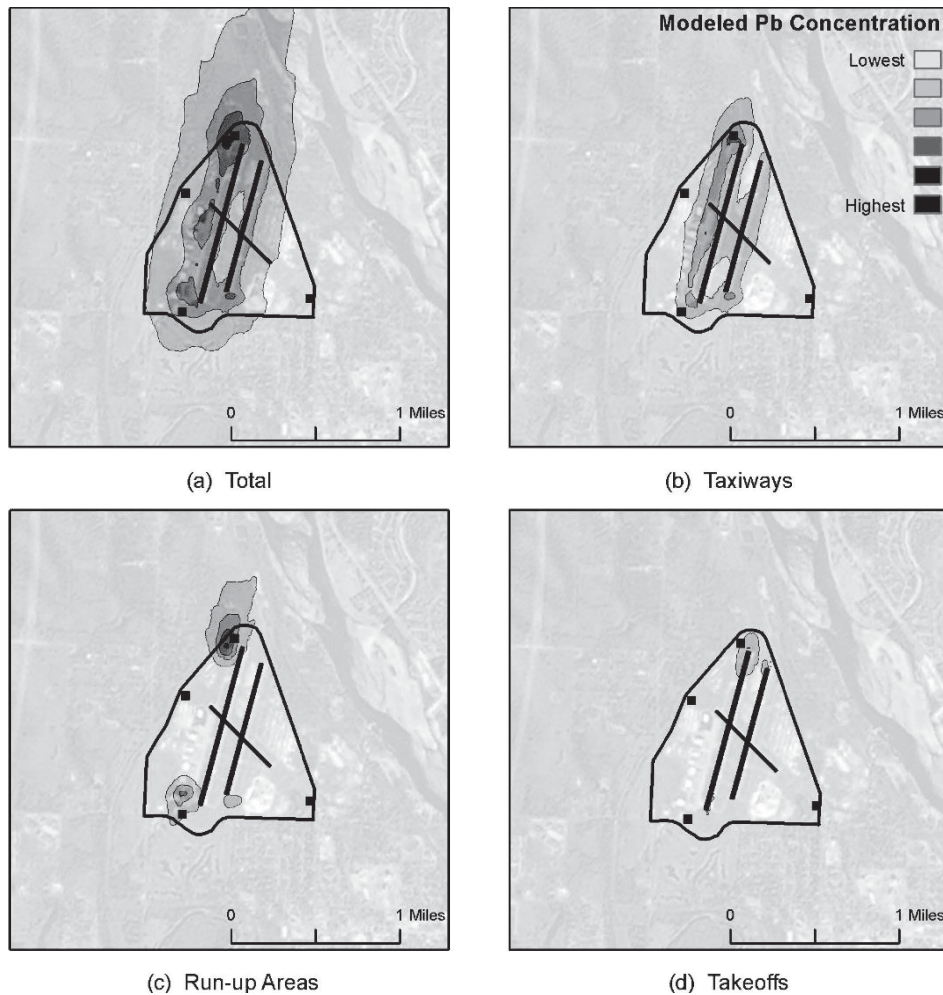 Modeled Pb Concentration
Lowest
Highest
0
1 Miles
0
1 Miles
(a) Total
(b) Taxiways
0
1 Miles
0
1 Miles
(c) Run-up Areas
(d) Takeoffs